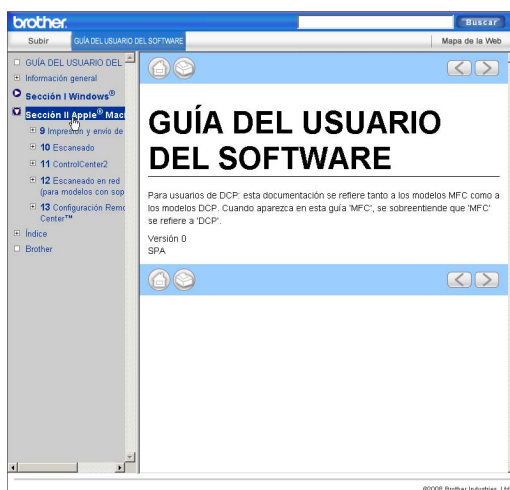 brother.
Buscar
Subir
GUÍA DEL USUARIO DEL SOFTWARE
Mapa de la Web
GUÍA DEL USUARIO DEL
Información general
Sección I Windows®
Sección II Apple® Maci
9 Impresión y envío de
10 Escaneado
11 ControlCenter2
12 Escaneado en red
(para modelos con sop
13 Configuración Remo
Center™
Índice
Brother
GUÍA DEL USUARIO
DEL SOFTWARE
Para usuarios de DCP: esta documentación se refiere tanto a los modelos MFC como a
los modelos DCP. Cuando aparezca en esta guía 'MFC', se sobreentiende que 'MFC'
se refiere a 'DCP'.
Versión 0
SPA
©2008 Brother Industries, Ltd